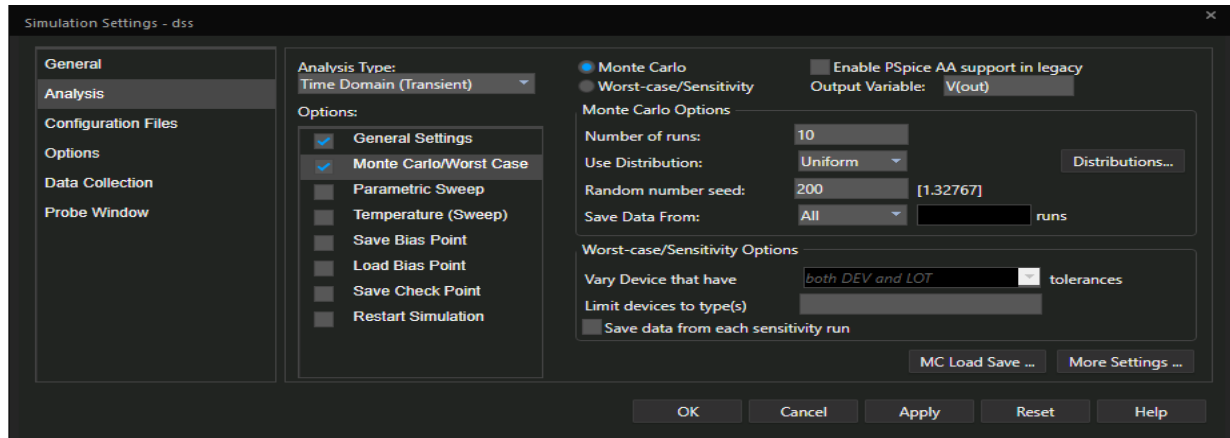 Simulation Settings - dss
×
General
Analysis
Configuration Files
Options
Data Collection
Probe Window
Analysis Type:
Time Domain (Transient)
Options:
General Settings
Monte Carlo/Worst Case
Parametric Sweep
Temperature (Sweep)
Save Bias Point
Load Bias Point
Save Check Point
Restart Simulation
Monte Carlo
Enable PSpice AA support in legacy
Worst-case/Sensitivity
Output Variable: V(out)
Monte Carlo Options
Number of runs: 10
Use Distribution: Uniform Distributions...
Random number seed: 200 [1.32767]
Save Data From: All runs
Worst-case/Sensitivity Options
Vary Device that have both DEV and LOT tolerances
Limit devices to type(s)
Save data from each sensitivity run
MC Load Save ... More Settings ...
OK Cancel Apply Reset Help